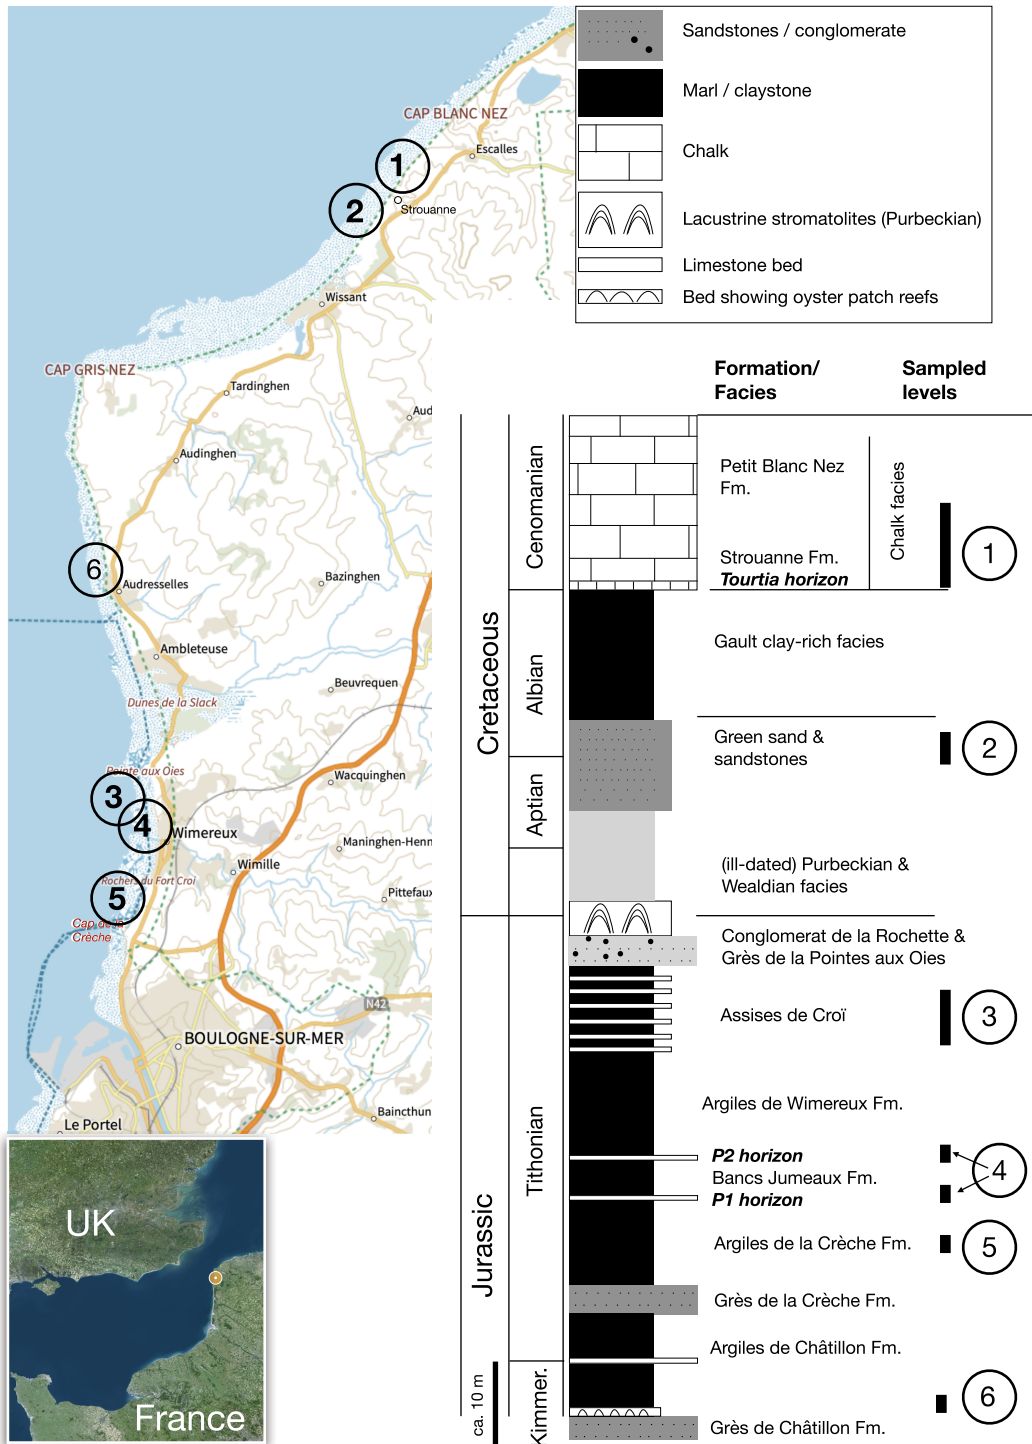 Sandstones / conglomerate
Marl / claystone
Chalk
Lacustrine stromatolites (Purbeckian)
Limestone bed
Bed showing oyster patch reefs
CAP BLANC NEZ
Escalles
1
2
Strouanne
Wissant
CAP GRIS NEZ
Tardinghen
Aud
Audinghen
6
Audresselles
Bazinghen
Ambleteuse
Beuvrequen
Dunes de la Slack
Pointe aux Oies
Wacquinghen
3
4
Wimereux
Maninghen-Henn
Wimille
Rochers du Fort Croï
Pittefaux
5
Cap de la
Crèche
N42
BOULOGNE-SUR-MER
Baincthun
Le Portel
UK
France
Formation/
Facies
Sampled
levels
Cretaceous
Jurassic
Cenomanian
Albian
Aptian
Tithonian
Kimmer.
ca. 10 m
Petit Blanc Nez
Fm.
Chalk facies
Strouanne Fm.
Tourtia horizon
1
Gault clay-rich facies
Green sand &
sandstones
2
(ill-dated) Purbeckian &
Wealdian facies
Conglomerat de la Rochette &
Grès de la Pointes aux Oies
Assises de Croï
3
Argiles de Wimereux Fm.
P2 horizon
Bancs Jumeaux Fm.
P1 horizon
4
Argiles de la Crèche Fm.
5
Grès de la Crèche Fm.
Argiles de Châtillon Fm.
6
Grès de Châtillon Fm.